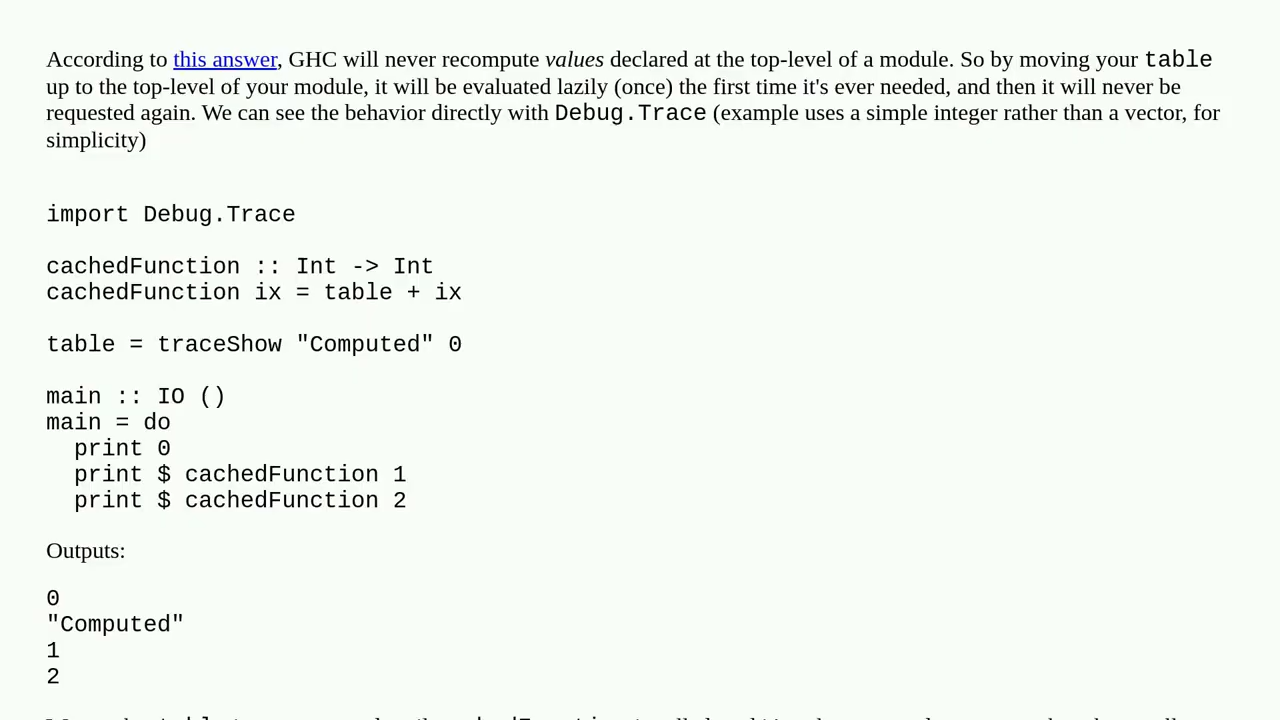 According to this answer, GHC will never recompute values declared at the top-level of a module. So by moving your table
up to the top-level of your module, it will be evaluated lazily (once) the first time it's ever needed, and then it will never be
requested again. We can see the behavior directly with Debug.Trace (example uses a simple integer rather than a vector, for
simplicity)
import Debug.Trace
cachedFunction :: Int -> Int
cachedFunction ix = table + ix
table = traceShow "Computed" 0
main :: IO ()
main = do
  print 0
  print $ cachedFunction 1
  print $ cachedFunction 2
Outputs:
0
"Computed"
1
2